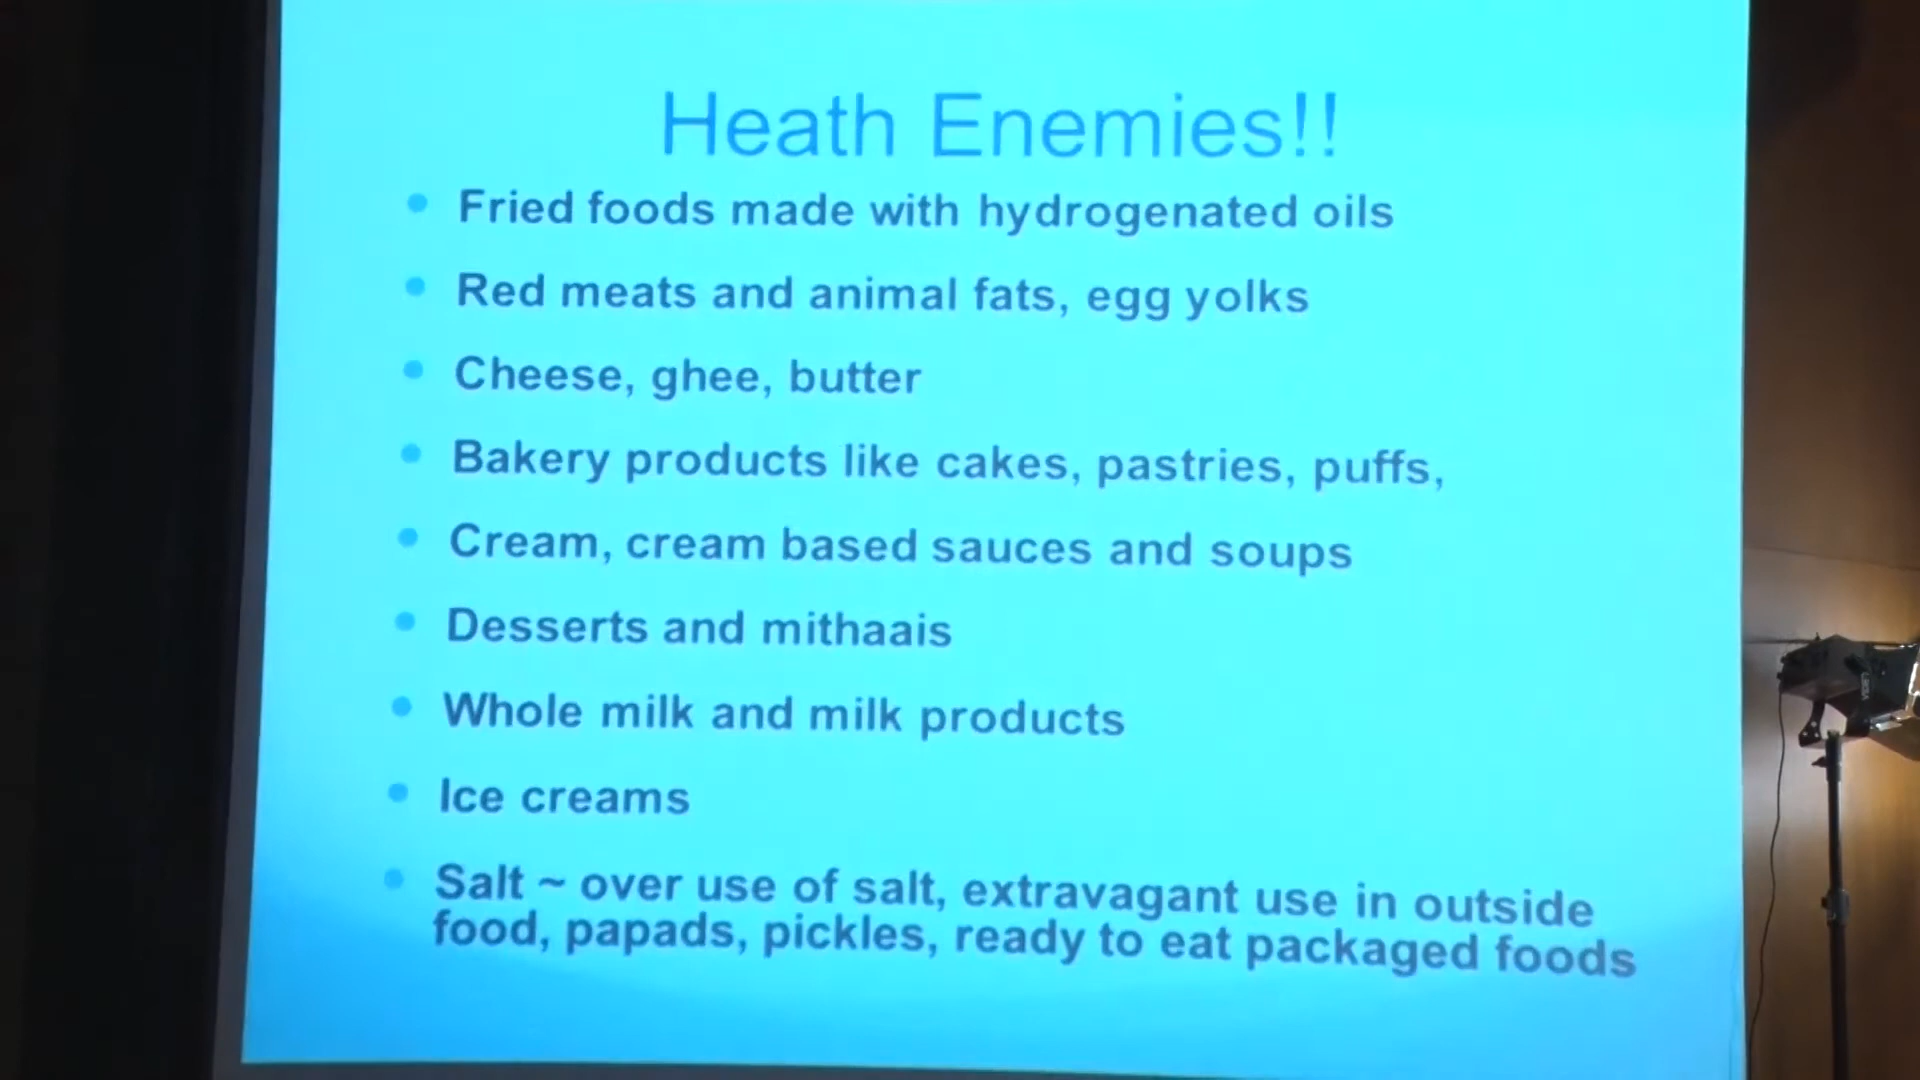 Heath Enemies!!
• Fried foods made with hydrogenated oils
• Red meats and animal fats, egg yolks
• Cheese, ghee, butter
• Bakery products like cakes, pastries, puffs,
• Cream, cream based sauces and soups
• Desserts and mithaais
• Whole milk and milk products
• Ice creams
• Salt ~ over use of salt, extravagant use in outside
food, papads, pickles, ready to eat packaged foods